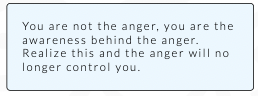 You are not the anger, you are the
awareness behind the anger.
Realize this and the anger will no
longer control you.